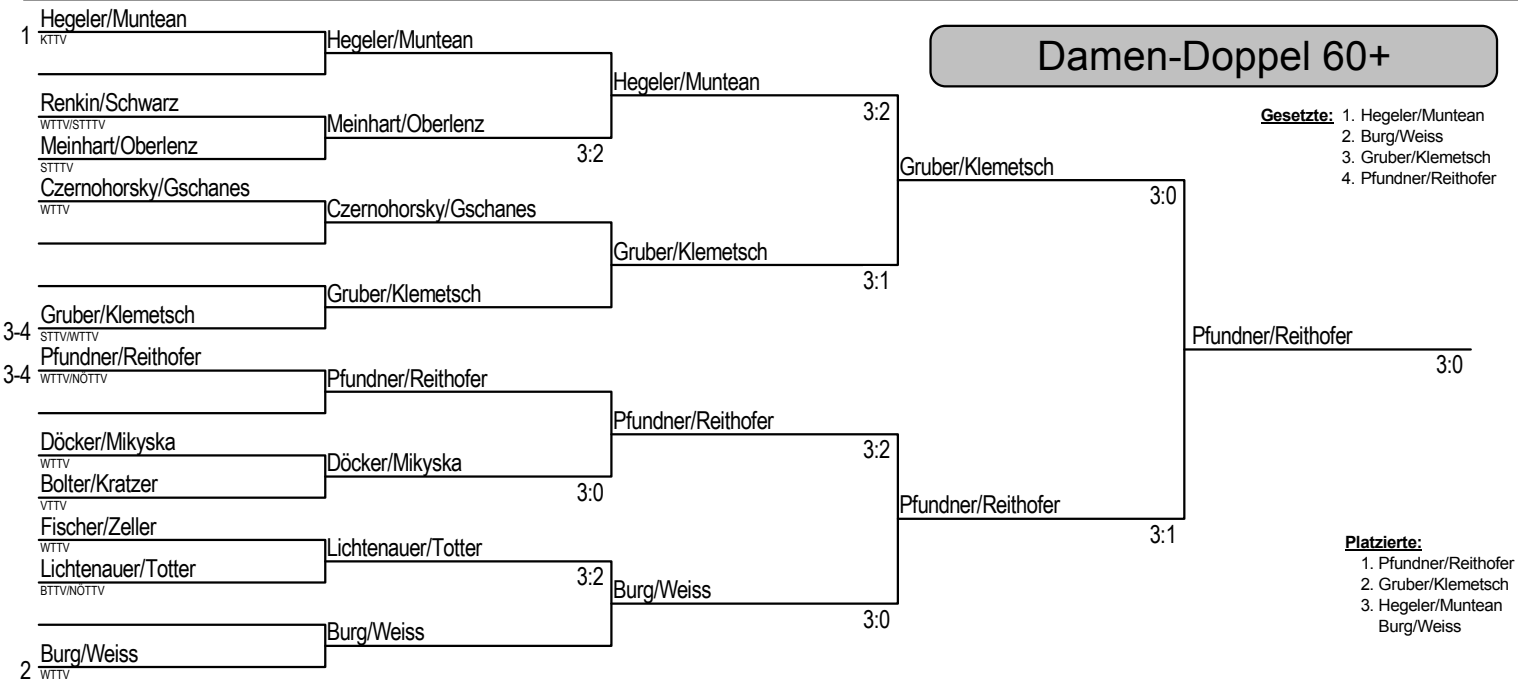 Damen-Doppel 60+
Gesetzte: 1. Hegeler/Muntean
2. Burg/Weiss
3. Gruber/Klemetsch
4. Pfundner/Reithofer
1 Hegeler/Muntean
KTTV
Renkin/Schwarz
WTTV/STTTV
Meinhart/Oberlenz
STTTV
Czernohorsky/Gschanes
WTTV
3-4 Gruber/Klemetsch
STTV/WTTV
3-4 Pfundner/Reithofer
WTTV/NÖTTV
Döcker/Mikyska
WTTV
Bolter/Kratzer
VTTV
Fischer/Zeller
WTTV
Lichtenauer/Totter
BTTV/NÖTTV
2 Burg/Weiss
WTTV
Hegeler/Muntean
Meinhart/Oberlenz
3:2
Czernohorsky/Gschanes
Gruber/Klemetsch
Pfundner/Reithofer
Döcker/Mikyska
3:0
Lichtenauer/Totter
3:2
Burg/Weiss
Hegeler/Muntean
3:2
Gruber/Klemetsch
3:1
Pfundner/Reithofer
3:2
Burg/Weiss
3:0
Gruber/Klemetsch
3:0
Pfundner/Reithofer
3:1
Pfundner/Reithofer
3:0
Platzierte:
1. Pfundner/Reithofer
2. Gruber/Klemetsch
3. Hegeler/Muntean
Burg/Weiss